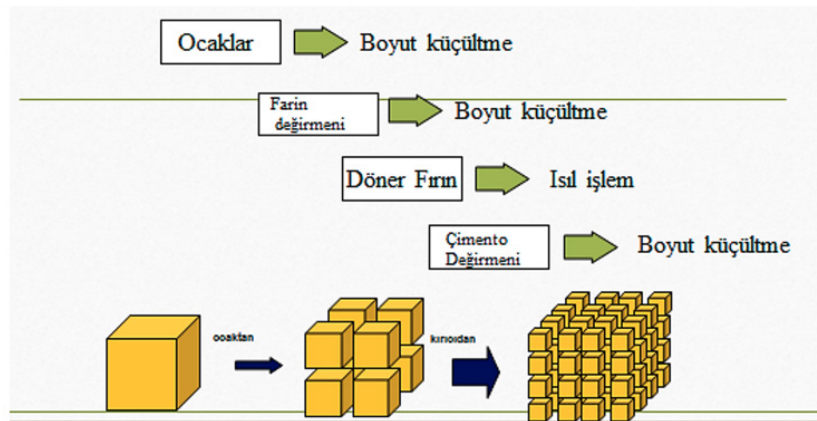 Ocaklar Boyut küçültme
Farin
değirmeni Boyut küçültme
Döner Fırın Isıl işlem
Çimento
Değirmeni Boyut küçültme
ocaktan kırıcıdan